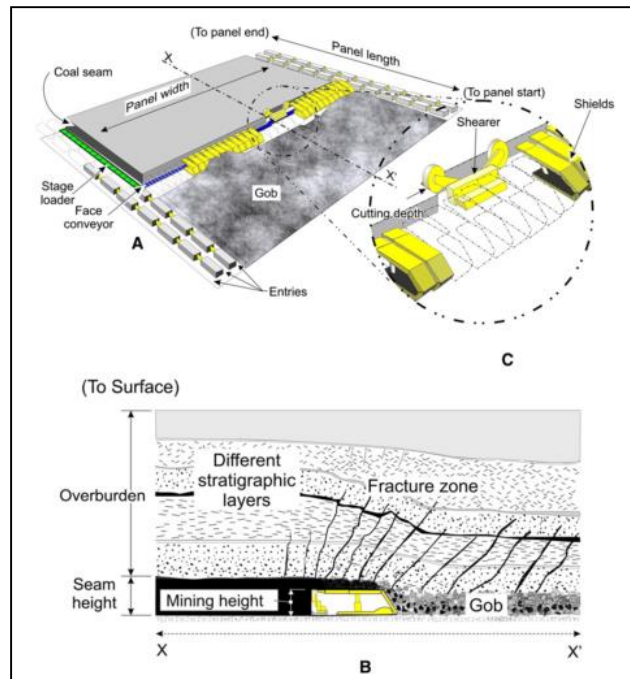 (To panel end)
X
Panel length
Coal seam
Panel width
(To panel start)
Shields
Shearer
X'
Gob
Stage
loader
Cutting depth
Face
conveyor
A
Entries
C
(To Surface)
Different
stratigraphic
layers
Fracture zone
Overburden
Seam
height
Mining height
Gob
X
X'
B